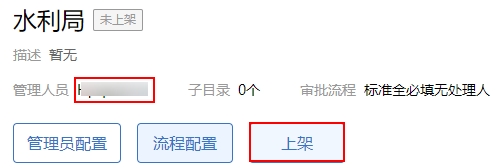 水利局 未上架
描述 暂无
管理人员 子目录 0个 审批流程 标准全必填无处理人
管理员配置 流程配置 上架